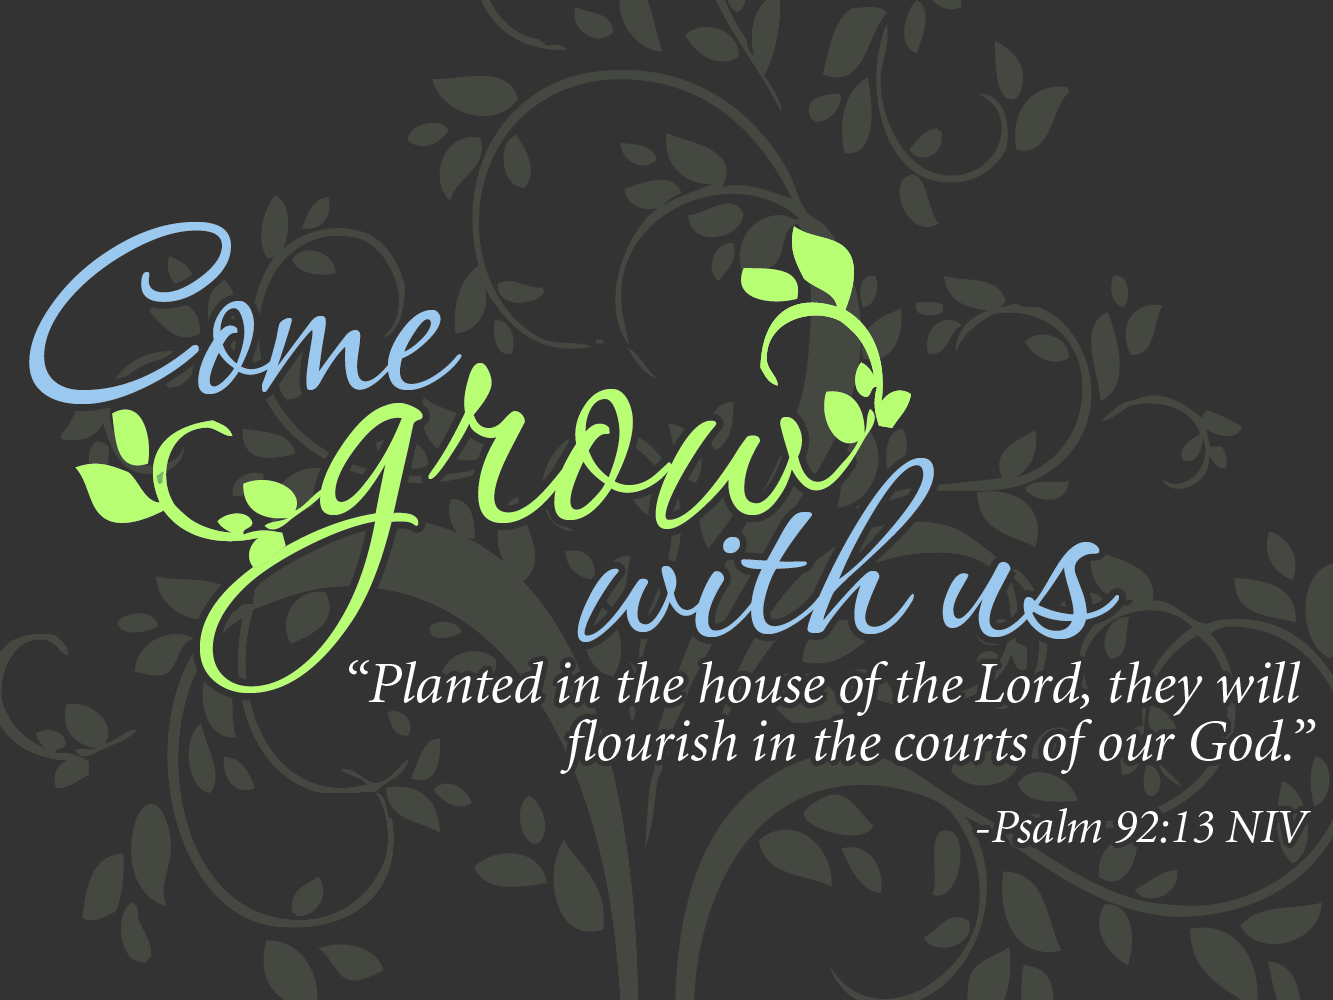 Come
grow
with us
“Planted in the house of the Lord, they will
flourish in the courts of our God.”
-Psalm 92:13 NIV